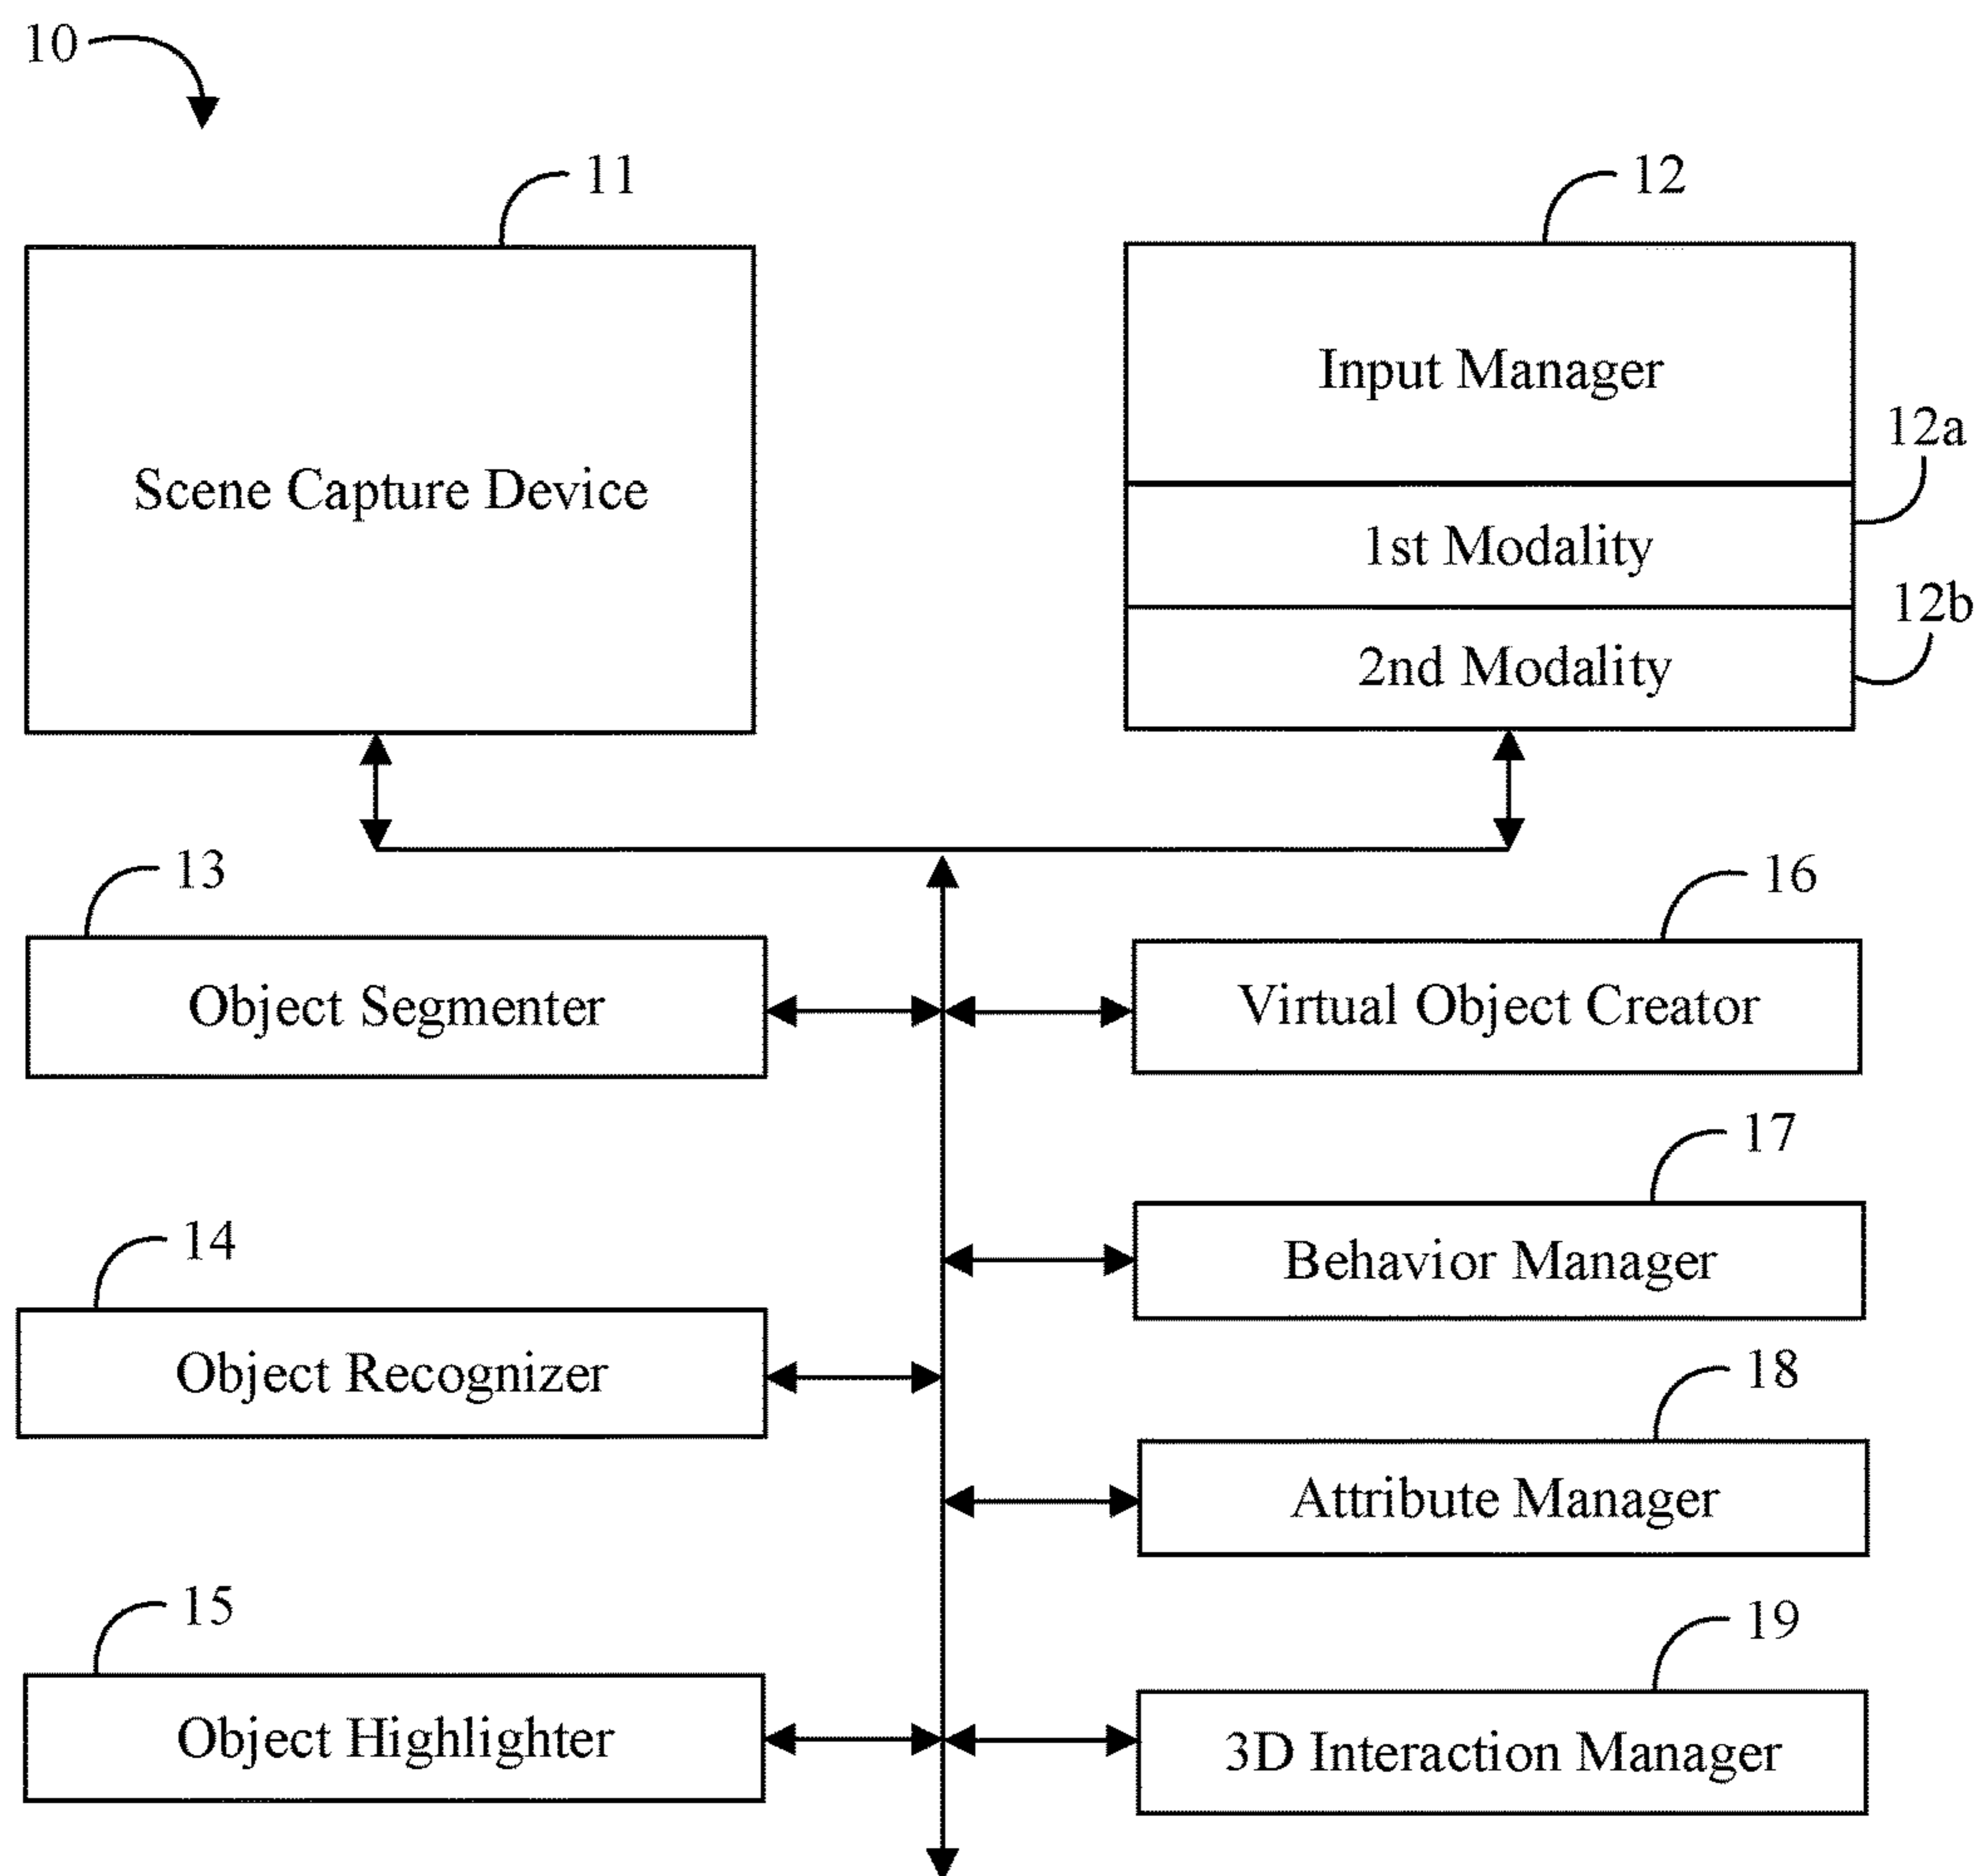 10
11
12
Scene Capture Device
Input Manager
12a
1st Modality
12b
2nd Modality
13
16
Object Segmenter
Virtual Object Creator
17
Behavior Manager
14
Object Recognizer
18
Attribute Manager
15
19
Object Highlighter
3D Interaction Manager